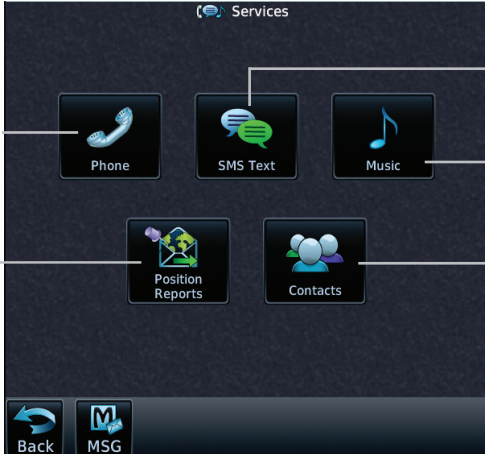 Services
Phone
SMS Text
Music
Position
Reports
Contacts
Back
M
MSG